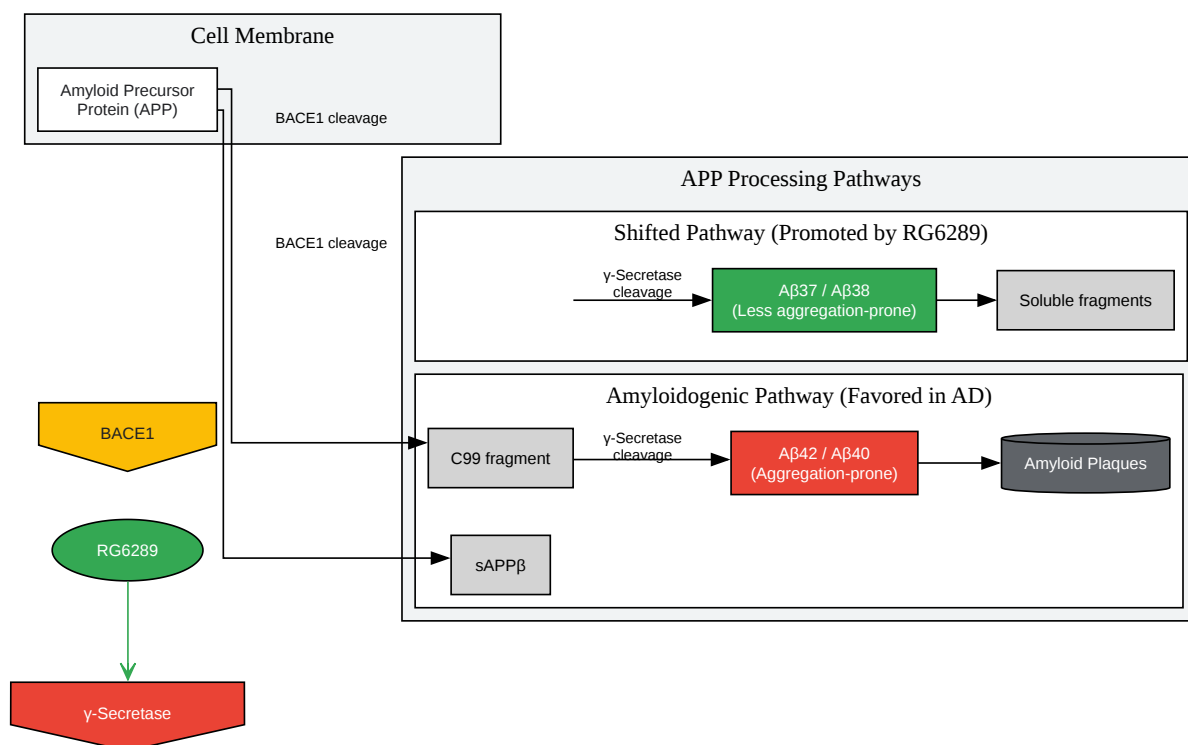 Cell Membrane
Amyloid Precursor
Protein (APP)
BACE1 cleavage
BACE1 cleavage
APP Processing Pathways
Shifted Pathway (Promoted by RG6289)
γ-Secretase
cleavage
Aβ37 / Aβ38
(Less aggregation-prone)
Soluble fragments
Amyloidogenic Pathway (Favored in AD)
C99 fragment
γ-Secretase
cleavage
Aβ42 / Aβ40
(Aggregation-prone)
Amyloid Plaques
sAPPβ
BACE1
RG6289
γ-Secretase